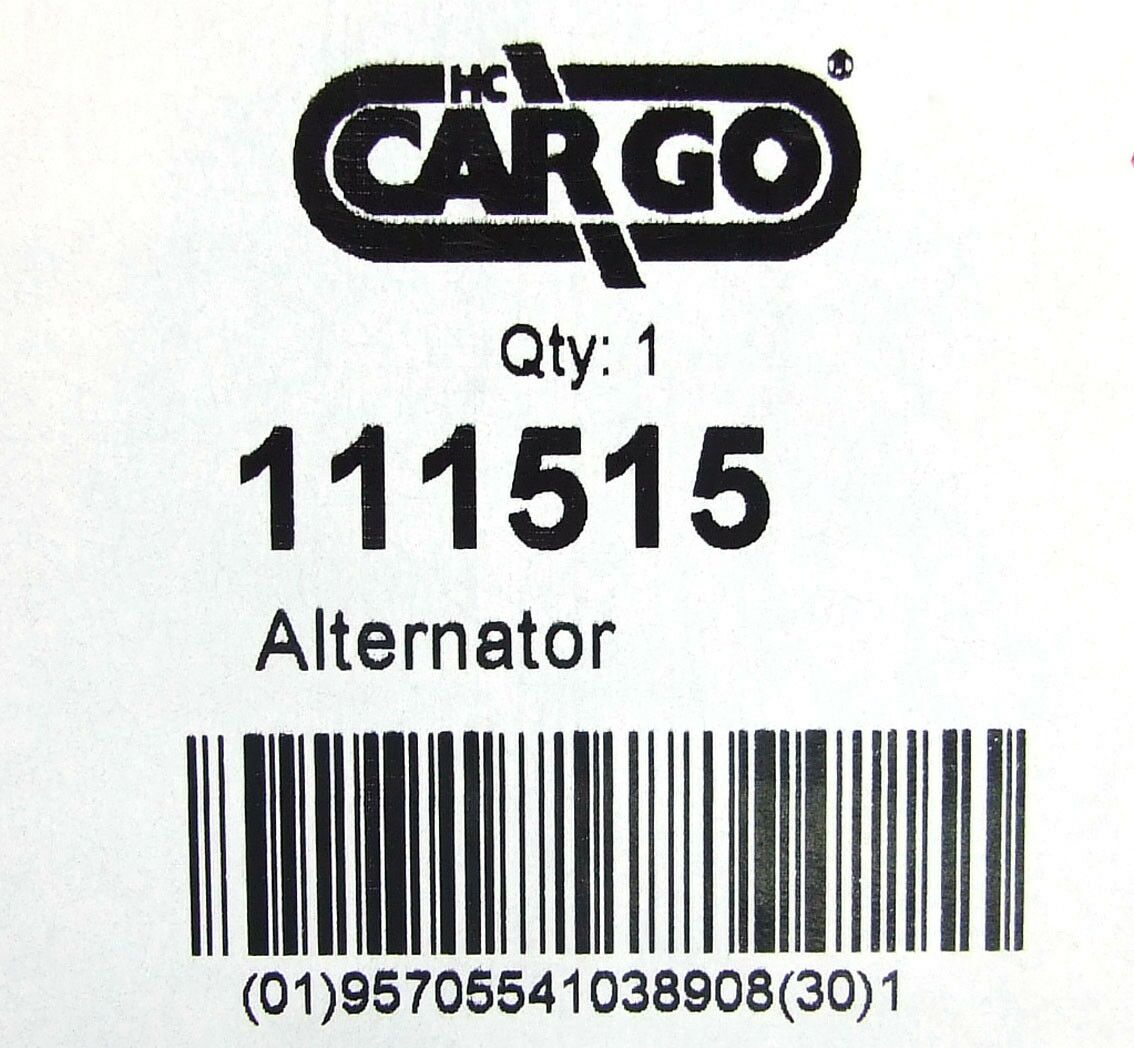 HC
CARGO®
Qty: 1
111515
Alternator
(01)95705541038908(30)1